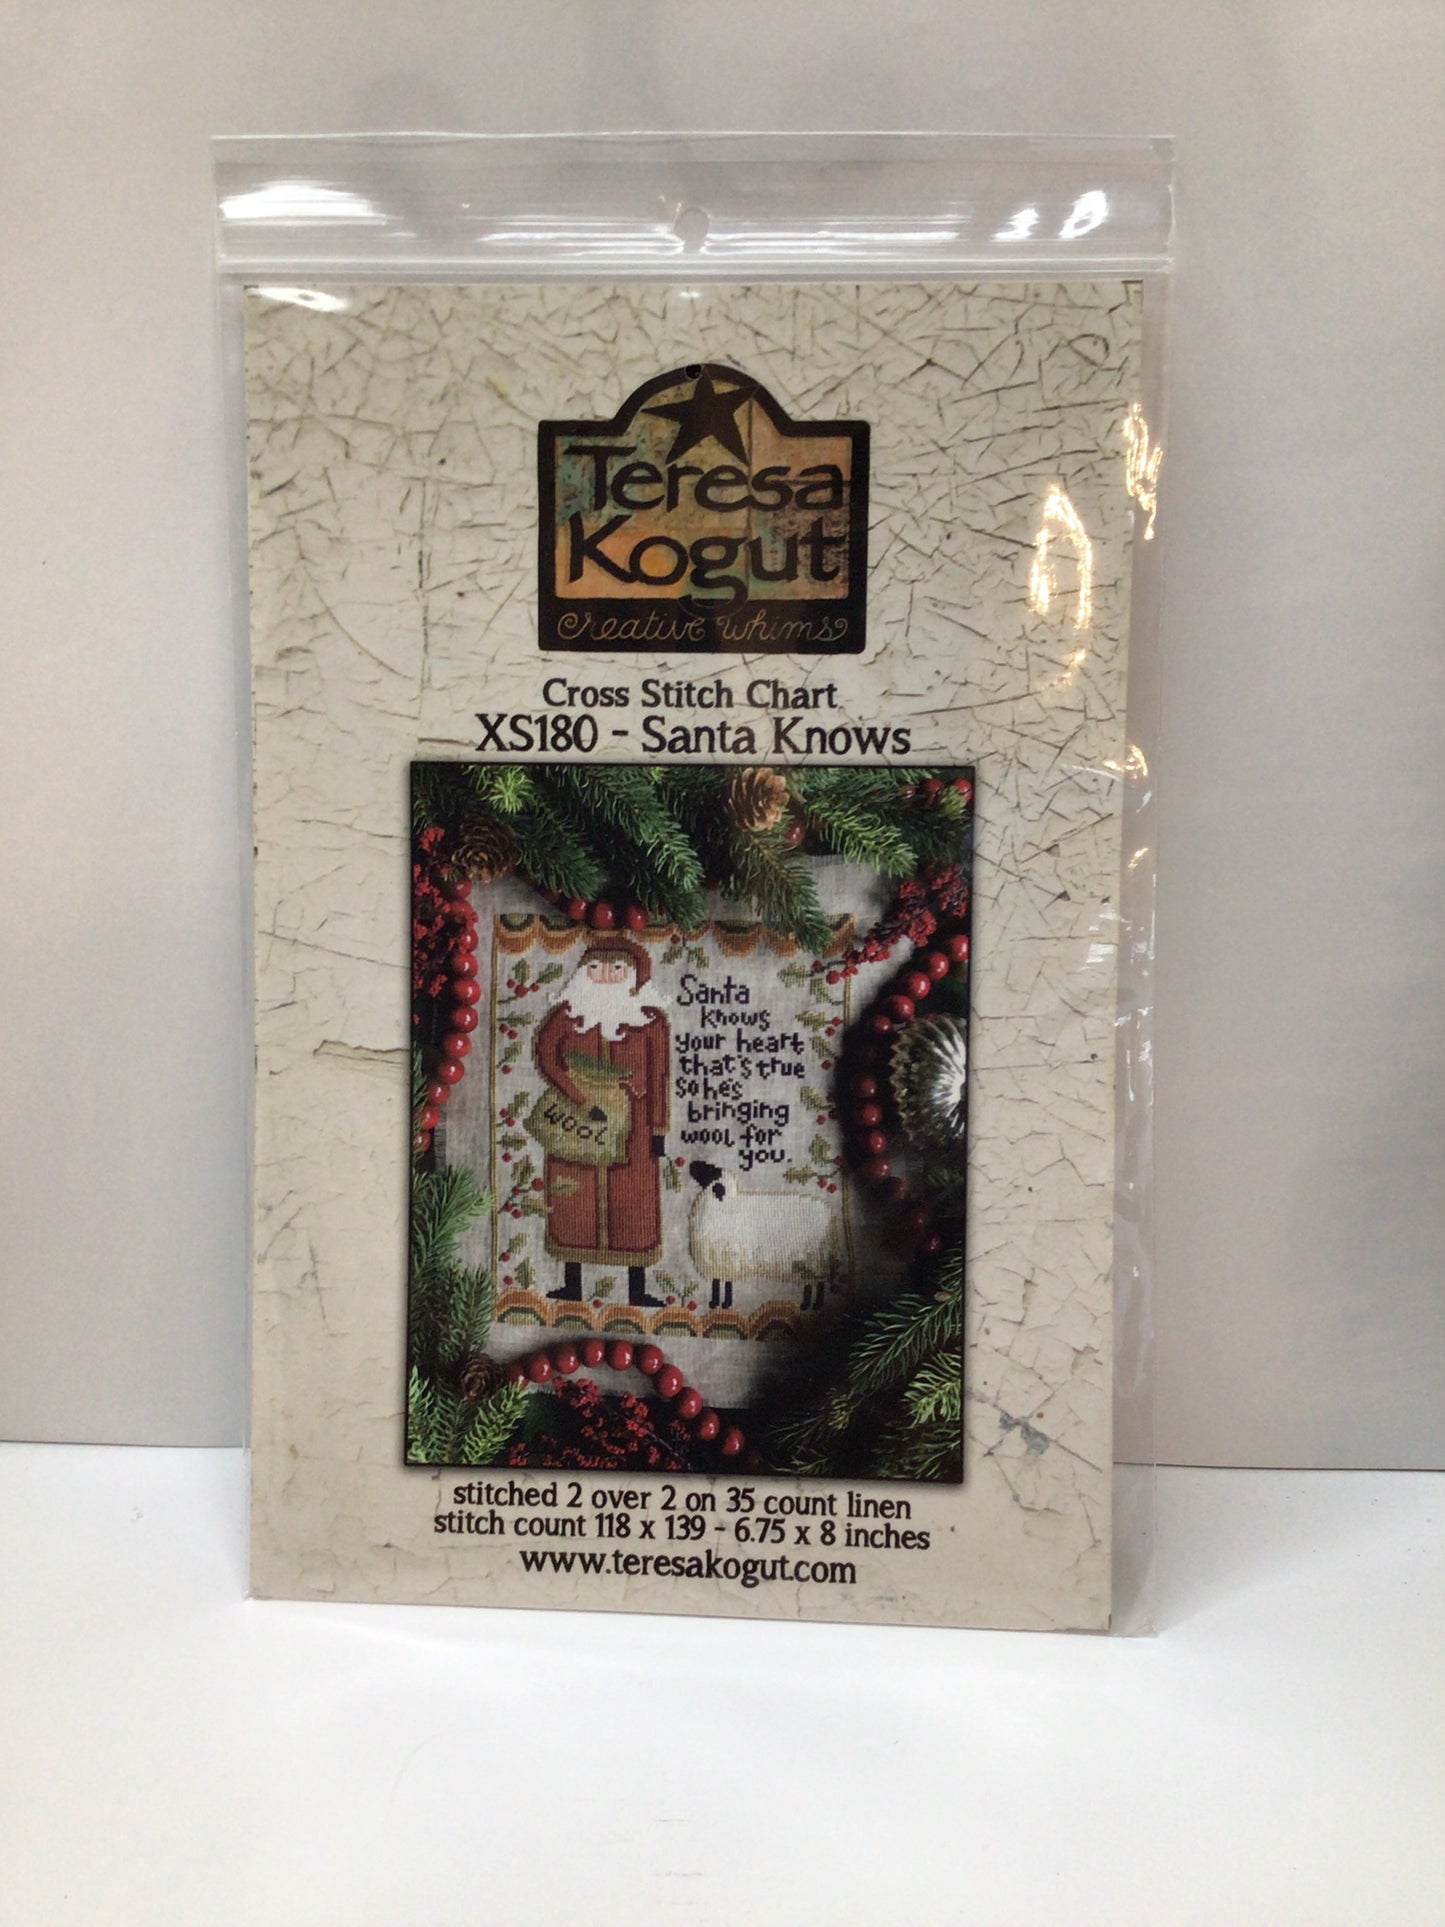 Teresa
Kogut
creative whims
Cross Stitch Chart
XS180 - Santa Knows
Santa
knows
your heart
that's true
so he's
bringing
wool for
you.
wool
stitched 2 over 2 on 35 count linen
stitch count 118 x 139 - 6.75 x 8 inches
www.teresakogut.com